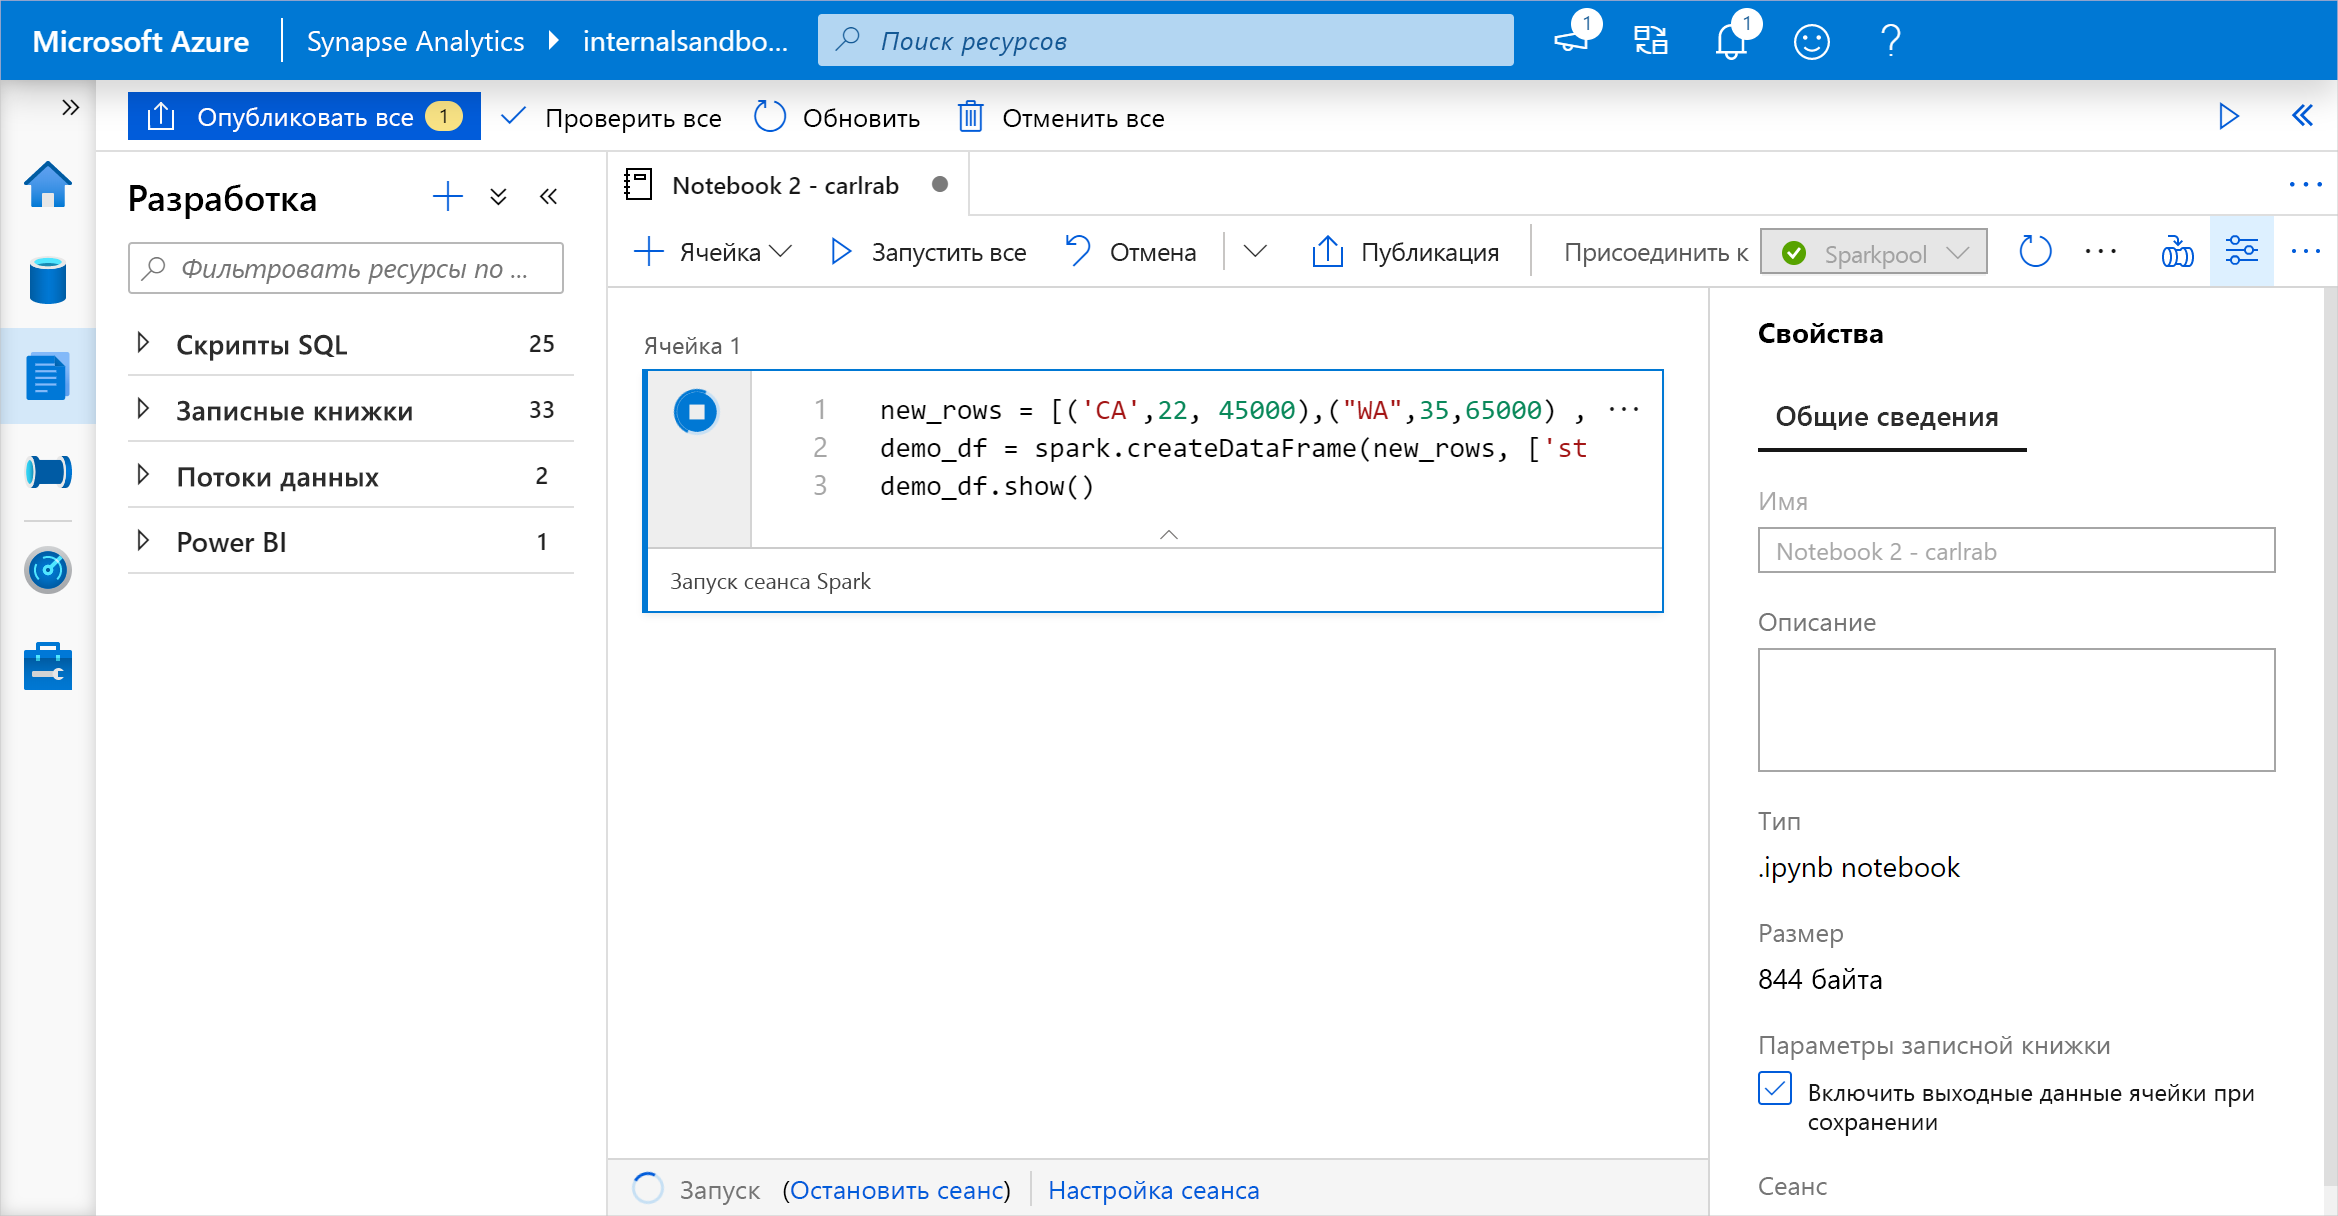 Microsoft Azure
Synapse Analytics
internalsandbo...
Поиск ресурсов
1
1
?
Опубликовать все 1
Проверить все
Обновить
Отменить все
Разработка
Фильтровать ресурсы по ...
Скрипты SQL 25
Записные книжки 33
Потоки данных 2
Power BI 1
Notebook 2 - carlrab
Ячейка
Запустить все
Отмена
Публикация
Присоединить к
Sparkpool
Ячейка 1
1 new_rows = [('CA',22, 45000),("WA",35,65000) ,
2 demo_df = spark.createDataFrame(new_rows, ['st
3 demo_df.show()
Запуск сеанса Spark
Запуск (Остановить сеанс)
Настройка сеанса
Свойства
Общие сведения
Имя
Notebook 2 - carlrab
Описание
Тип
.ipynb notebook
Размер
844 байта
Параметры записной книжки
Включить выходные данные ячейки при
сохранении
Сеанс